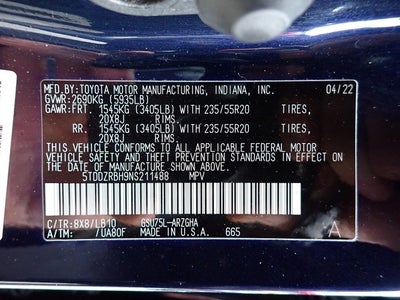 MFD.BY:TOYOTA MOTOR MANUFACTURING, INDIANA, INC. 04/22
GVWR:2690KG (5935LB)
GAWR:FRT. 1545KG (3405LB) WITH 235/55R20 TIRES,
20X8J RIMS.
RR. 1545KG (3405LB) WITH 235/55R20 TIRES,
20X8J RIMS.
THIS VEHICLE CONFORMS TO ALL APPLICABLE FEDERAL MOTOR
VEHICLE SAFETY AND BUMPER STANDARDS IN EFFECT ON THE
DATE OF MANUFACTURE SHOWN ABOVE.
5TDDZRBH9NS211488 MPV
C/TR:8X8/LB10 GSU75L-ARZGHA
A/TM: /UA80F MADE IN U.S.A. 665 A